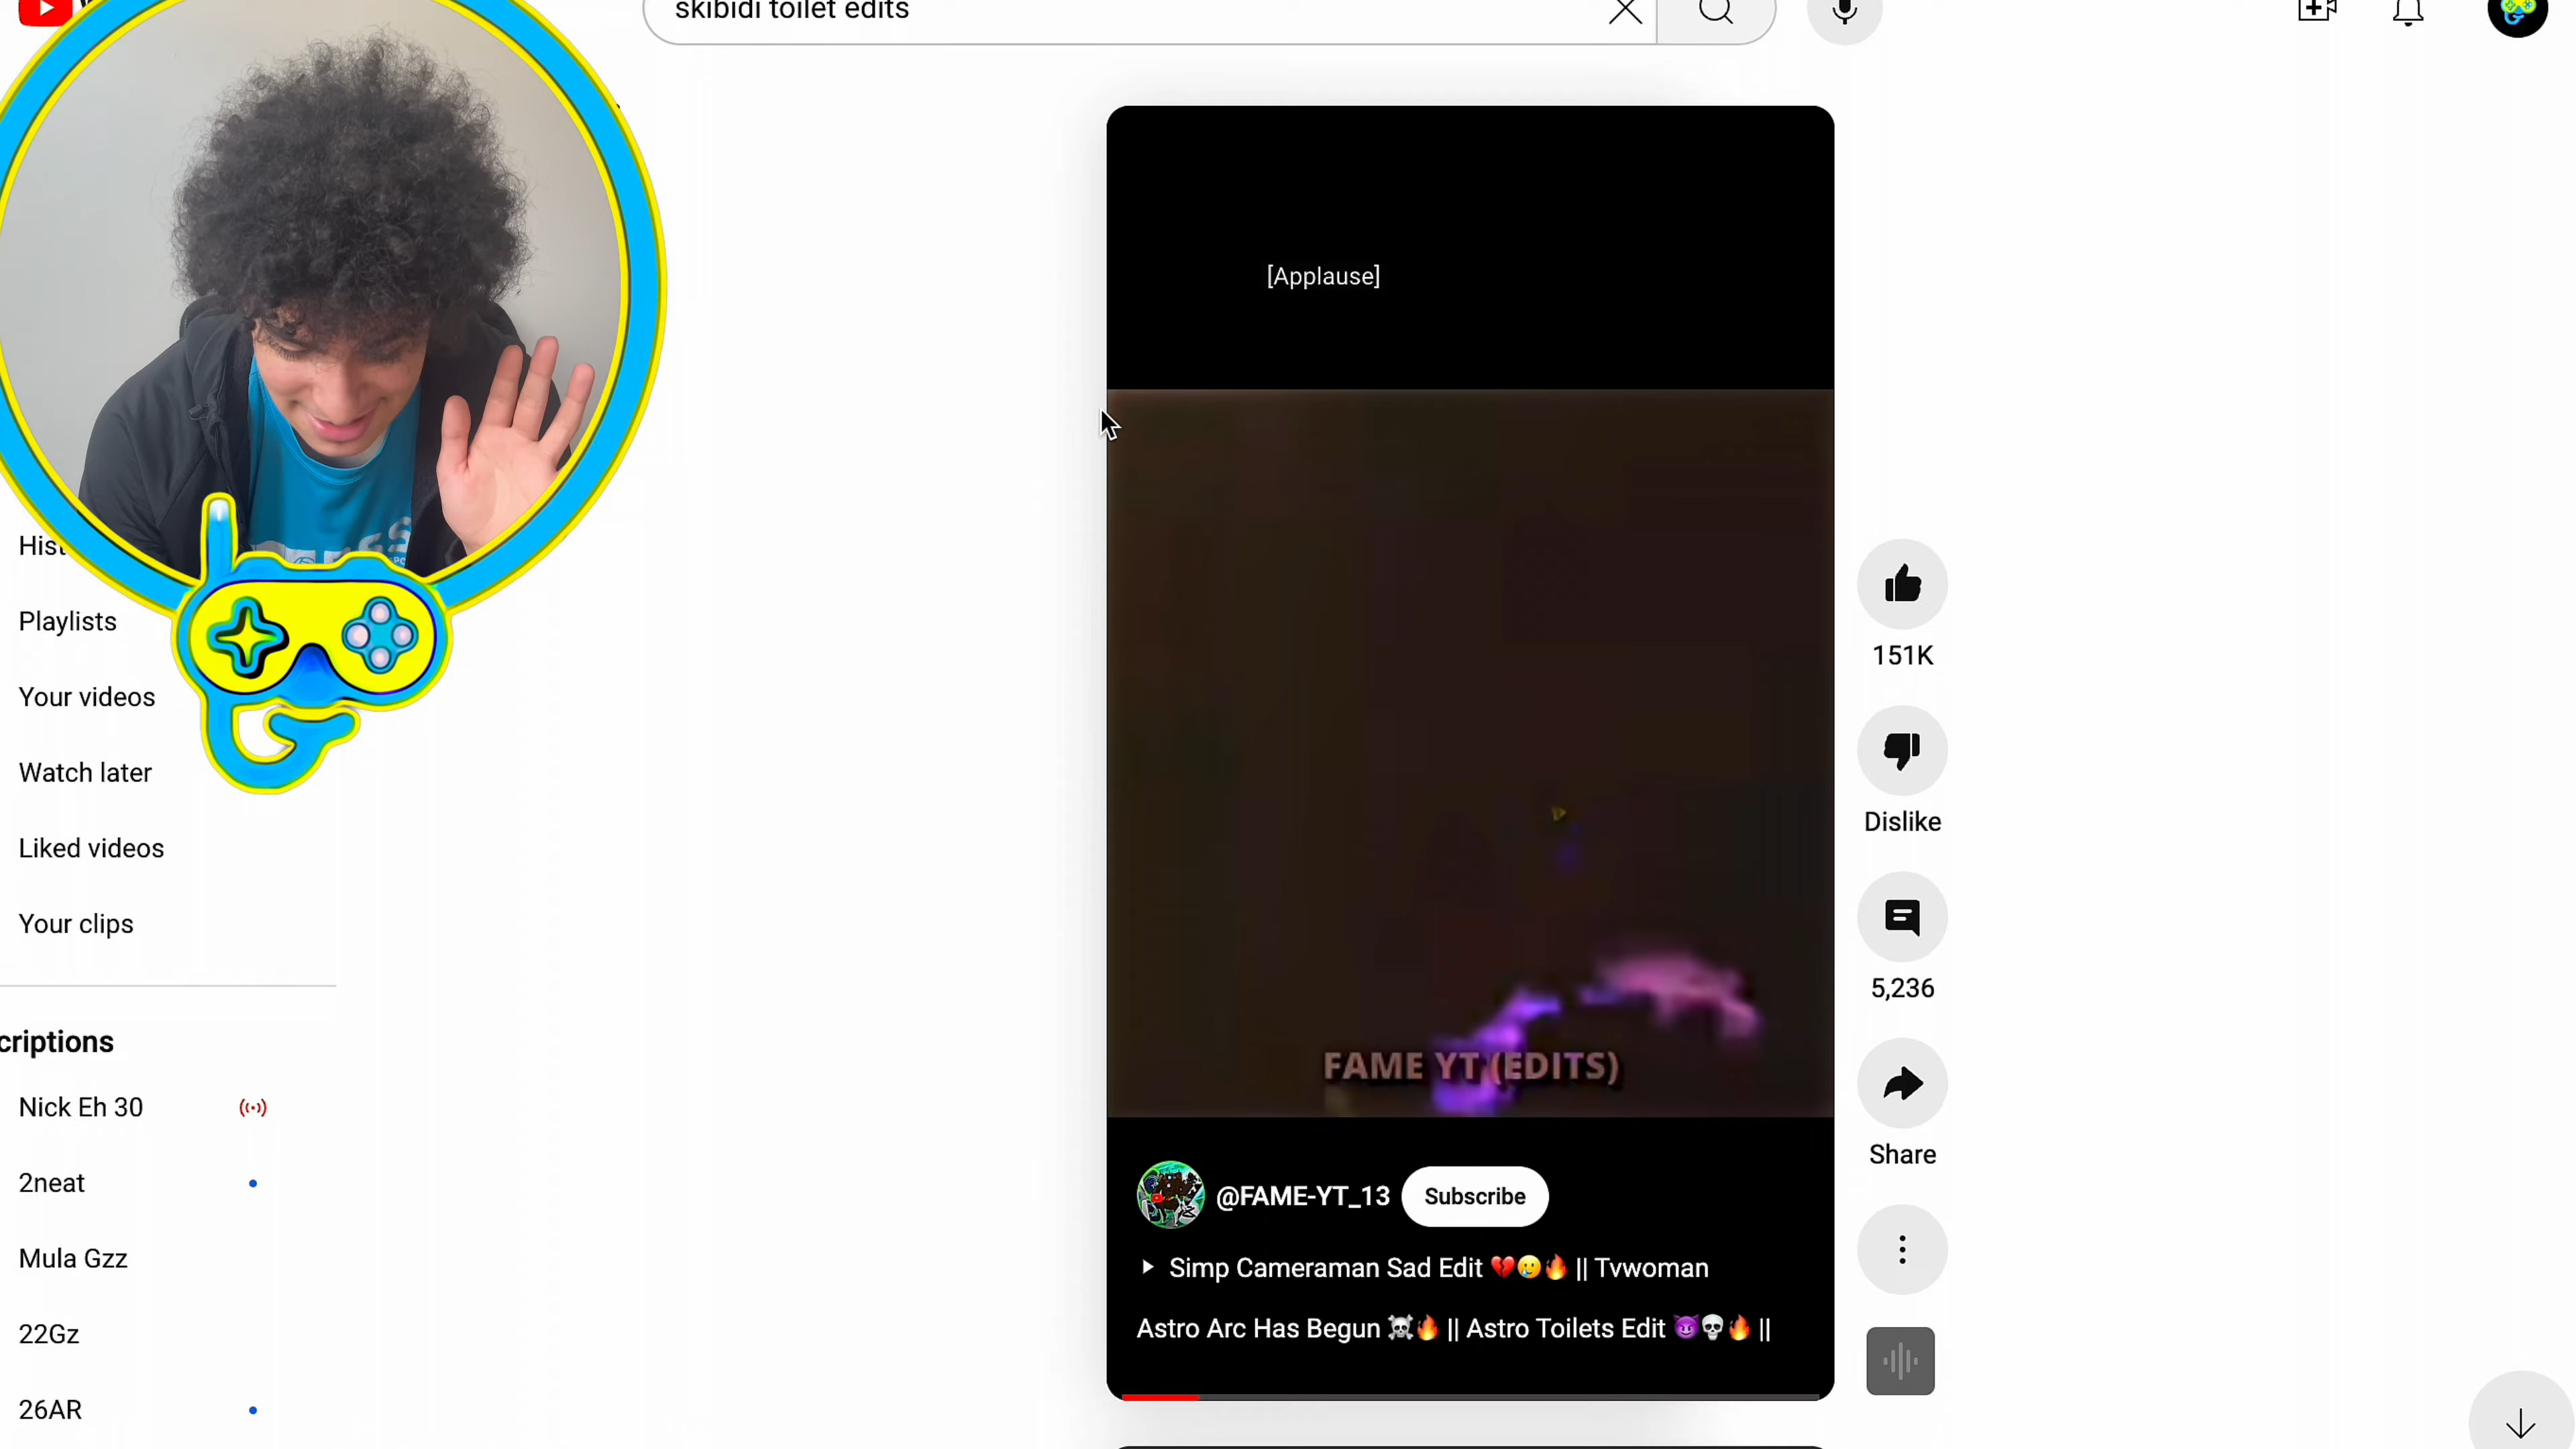 skibidi toilet edits
[Applause]
Hist
Playlists
Your videos
Watch later
Liked videos
Your clips
criptions
Nick Eh 30
2neat
Mula Gzz
22Gz
26AR
FAME YT (EDITS)
@FAME-YT_13 Subscribe
▶ Simp Cameraman Sad Edit 💔🥲🔥 || Tvwoman
Astro Arc Has Begun ☠️🔥 || Astro Toilets Edit 😈💀🔥 ||
151K
Dislike
5,236
Share